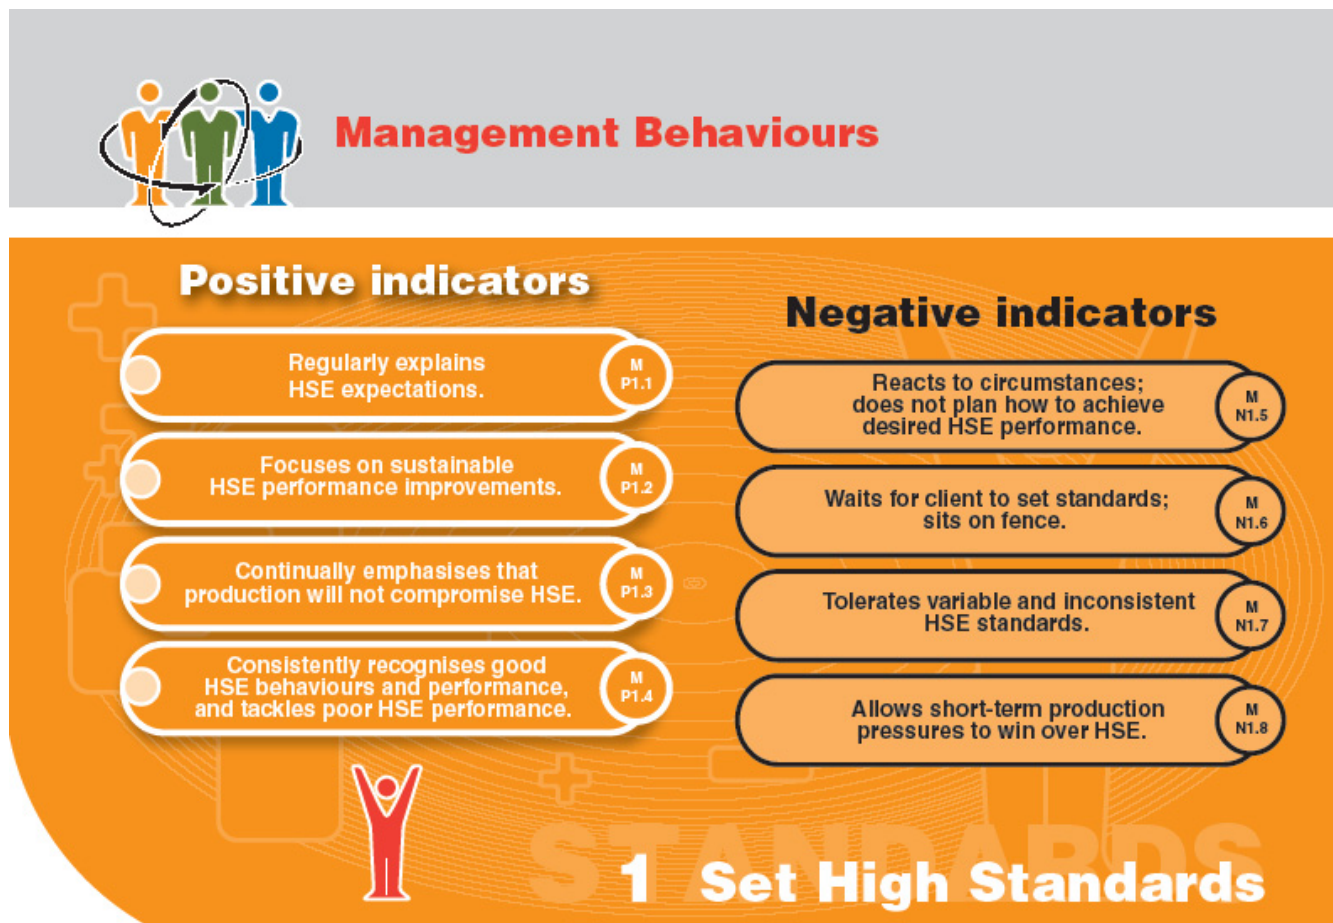 Management Behaviours
Positive indicators
Regularly explains
HSE expectations.
M
P1.1
Focuses on sustainable
HSE performance improvements.
M
P1.2
Continually emphasises that
production will not compromise HSE.
M
P1.3
Consistently recognises good
HSE behaviours and performance,
and tackles poor HSE performance.
M
P1.4
Negative indicators
Reacts to circumstances;
does not plan how to achieve
desired HSE performance.
M
N1.5
Waits for client to set standards;
sits on fence.
M
N1.6
Tolerates variable and inconsistent
HSE standards.
M
N1.7
Allows short-term production
pressures to win over HSE.
M
N1.8
STANDARDS
1 Set High Standards